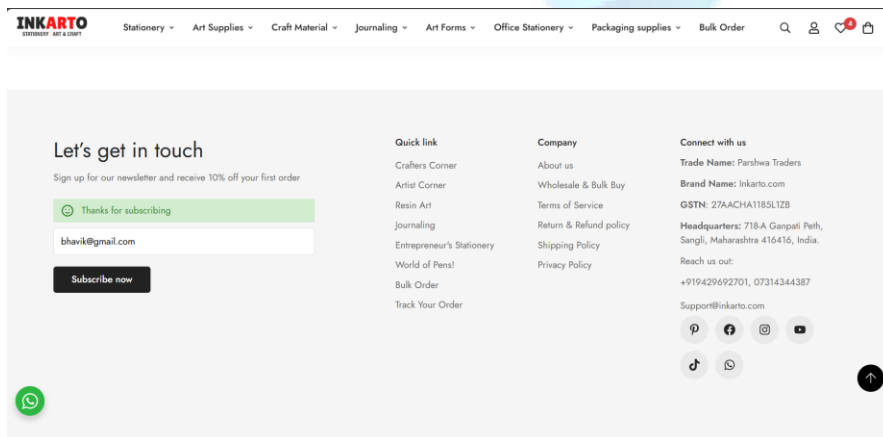 INKARTO
STATIONERY · ART & CRAFT
Stationery Art Supplies Craft Material Journaling Art Forms Office Stationery Packaging supplies Bulk Order 4
Let's get in touch
Sign up for our newsletter and receive 10% off your first order
Thanks for subscribing
bhavik@gmail.com
Subscribe now
Quick link
Crafters Corner
Artist Corner
Resin Art
Journaling
Entrepreneur's Stationery
World of Pens!
Bulk Order
Track Your Order
Company
About us
Wholesale & Bulk Buy
Terms of Service
Return & Refund policy
Shipping Policy
Privacy Policy
Connect with us
Trade Name: Parshwa Traders
Brand Name: Inkarto.com
GSTN: 27AACHA1185L1ZB
Headquarters: 718-A Ganpati Peth,
Sangli, Maharashtra 416416, India.
Reach us out:
+919429692701, 07314344387
Support@inkarto.com